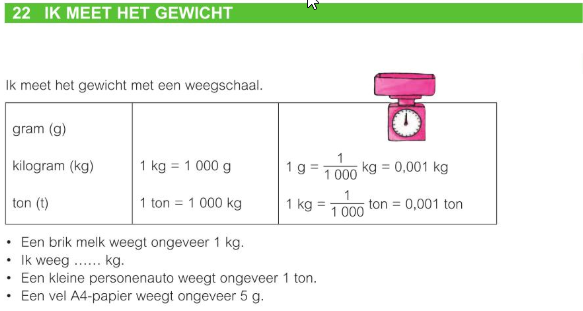 22 IK MEET HET GEWICHT
Ik meet het gewicht met een weegschaal.
gram (g)
kilogram (kg) 1 kg = 1 000 g 1 g = 1/1 000 kg = 0,001 kg
ton (t) 1 ton = 1 000 kg 1 kg = 1/1 000 ton = 0,001 ton
• Een brik melk weegt ongeveer 1 kg.
• Ik weeg ...... kg.
• Een kleine personenauto weegt ongeveer 1 ton.
• Een vel A4-papier weegt ongeveer 5 g.